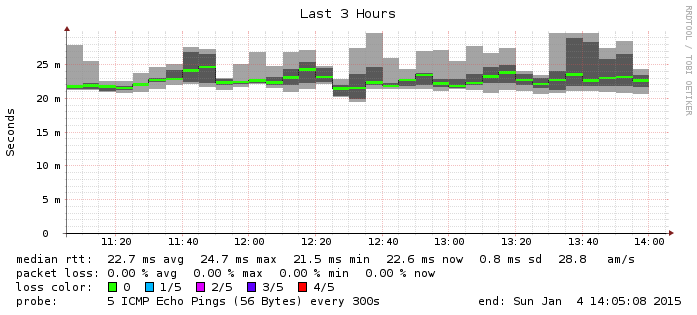 Last 3 Hours
RRDTOOL / TOBI OETIKER
Seconds
25 m
20 m
15 m
10 m
5 m
0
11:20 11:40 12:00 12:20 12:40 13:00 13:20 13:40 14:00
median rtt: 22.7 ms avg 24.7 ms max 21.5 ms min 22.6 ms now 0.8 ms sd 28.8 am/s
packet loss: 0.00 % avg 0.00 % max 0.00 % min 0.00 % now
loss color: 0 1/5 2/5 3/5 4/5
probe: 5 ICMP Echo Pings (56 Bytes) every 300s end: Sun Jan 4 14:05:08 2015